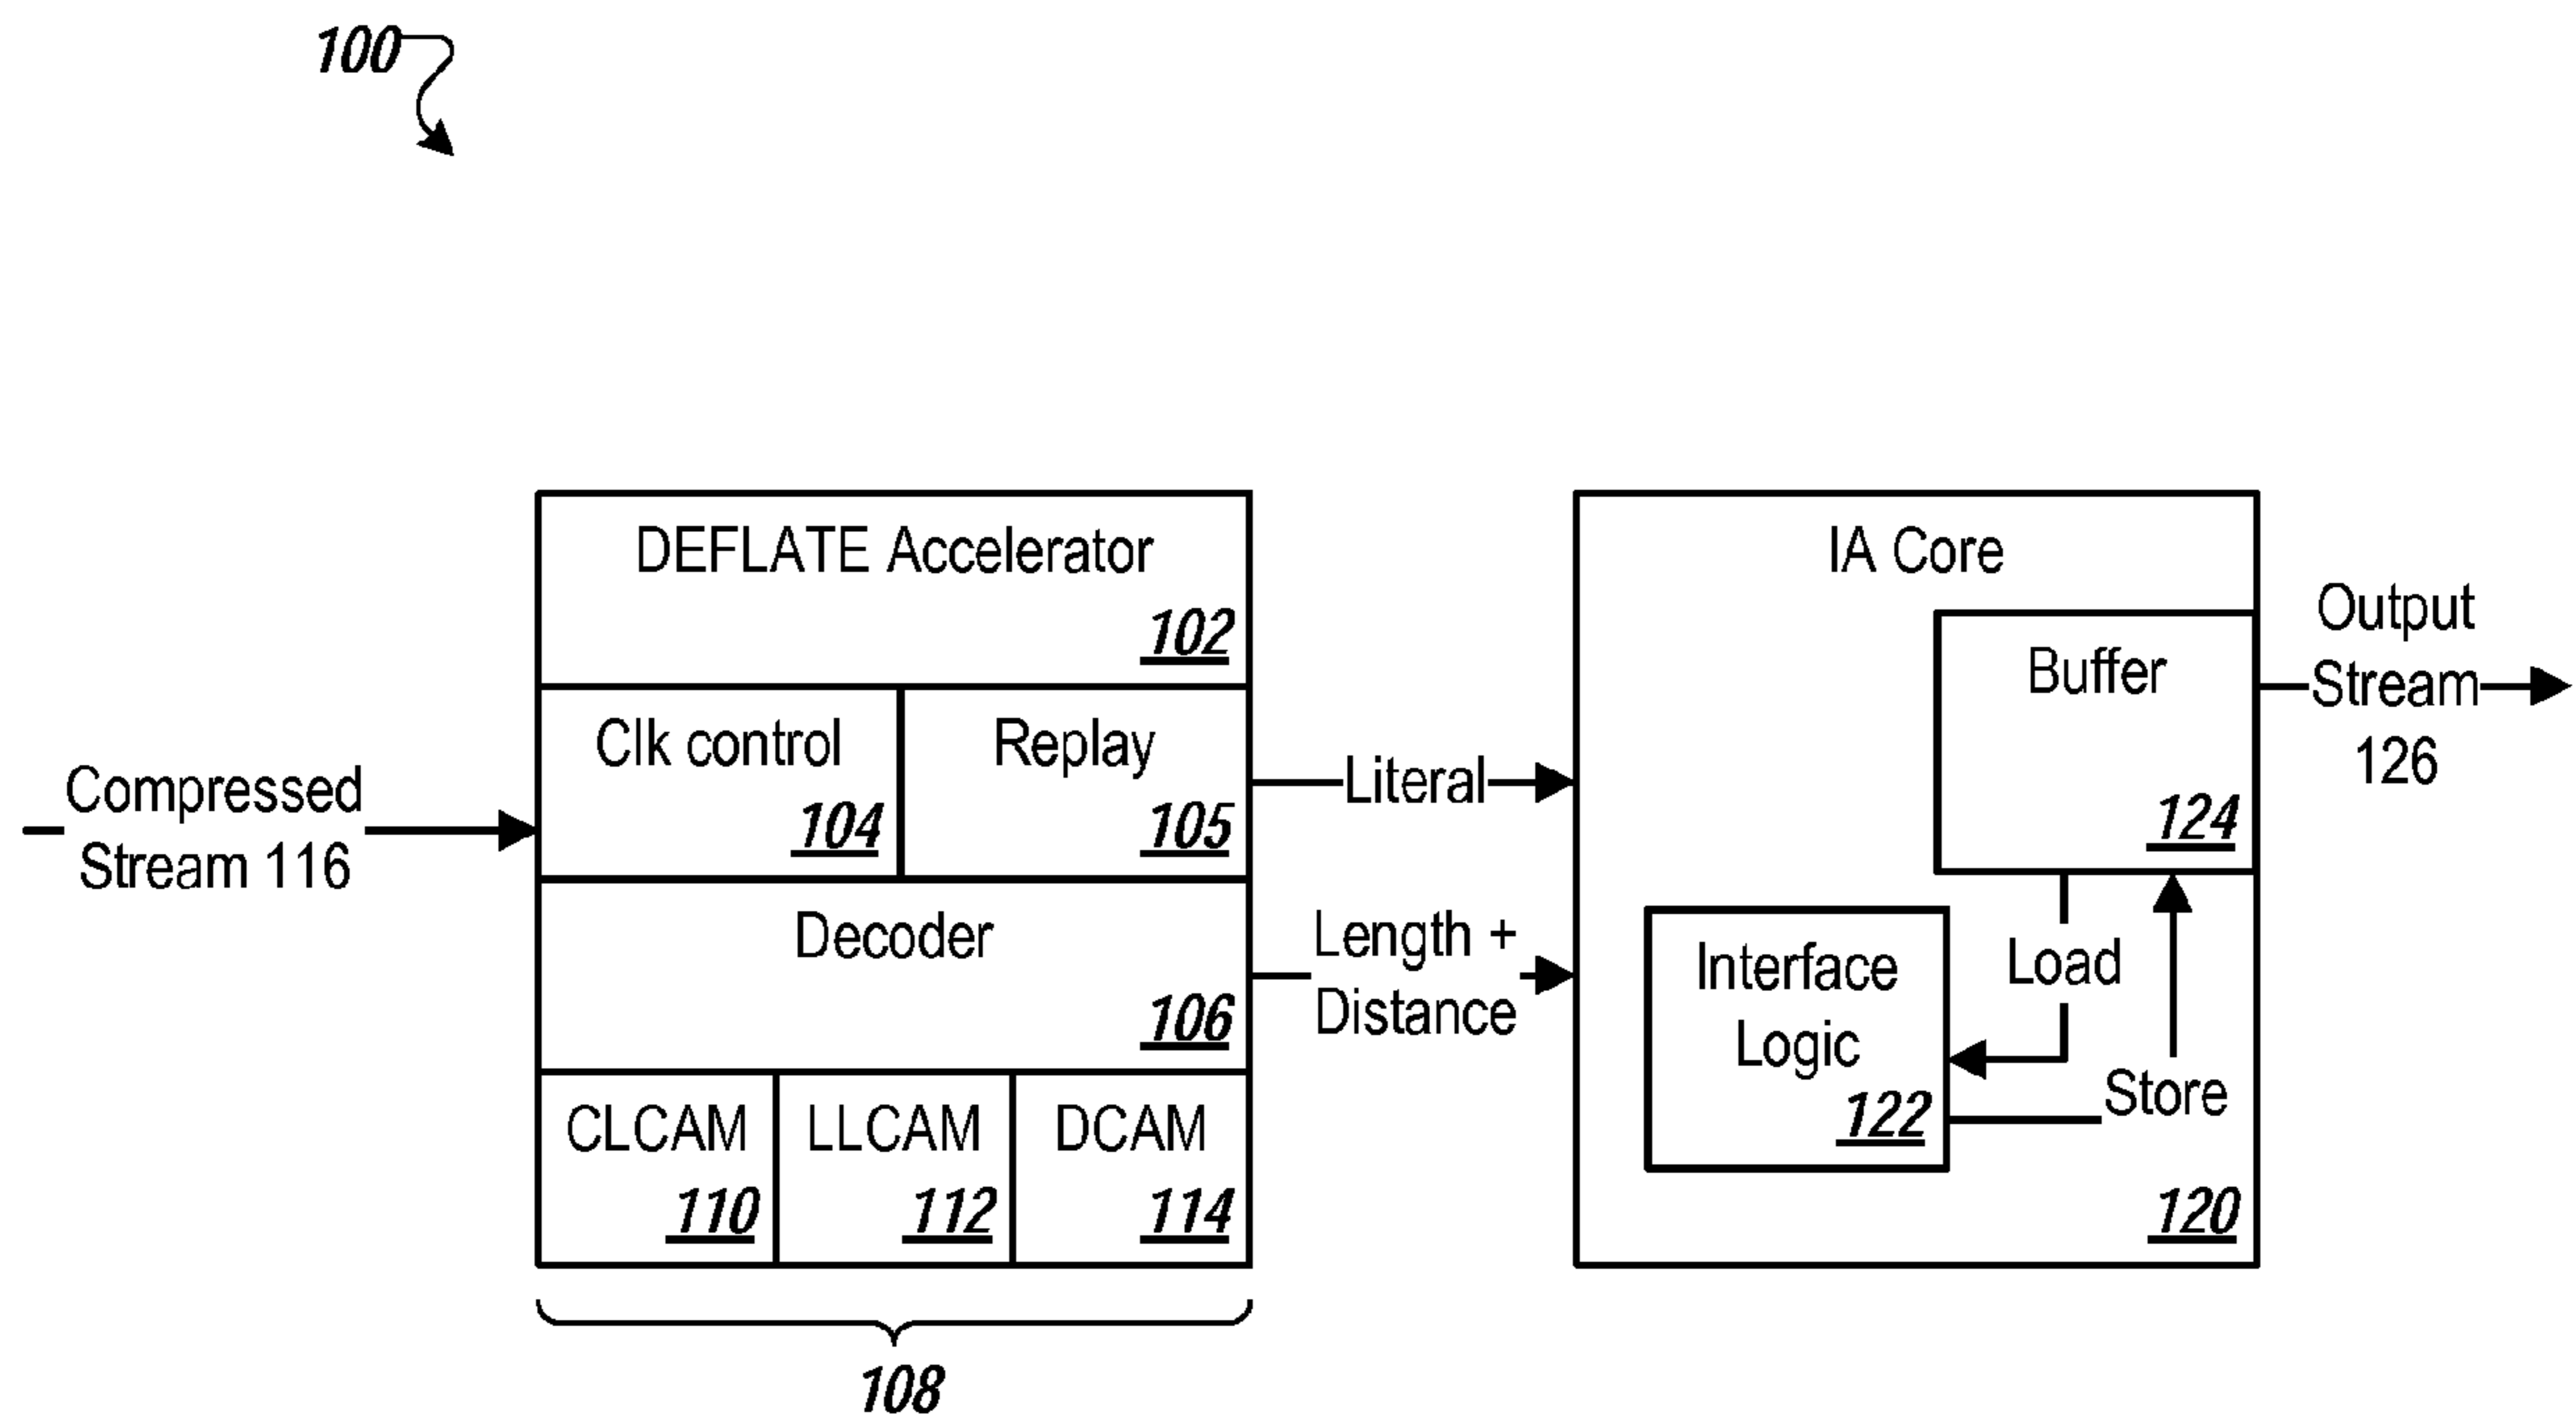 100
DEFLATE Accelerator
102
Clk control
104
Replay
105
Decoder
106
CLCAM
110
LLCAM
112
DCAM
114
108
Compressed
Stream 116
Literal
Length +
Distance
IA Core
Buffer
124
Interface
Logic
122
Load
Store
120
Output
Stream
126